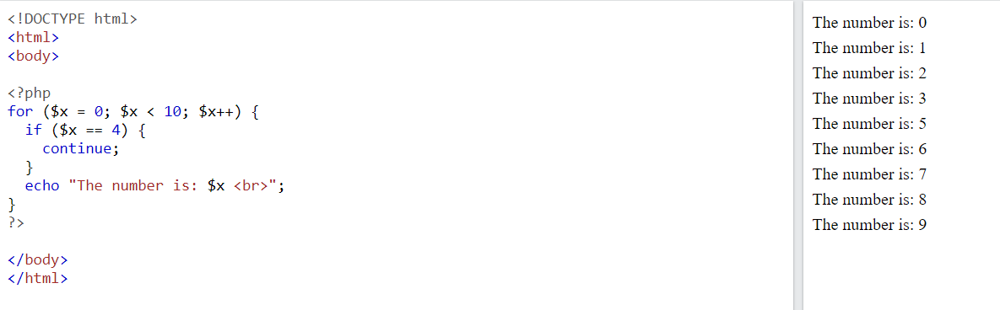 <!DOCTYPE html>
<html>
<body>

<?php
for ($x = 0; $x < 10; $x++) {
  if ($x == 4) {
    continue;
  }
  echo "The number is: $x <br>";
}
?>

</body>
</html>
The number is: 0
The number is: 1
The number is: 2
The number is: 3
The number is: 5
The number is: 6
The number is: 7
The number is: 8
The number is: 9